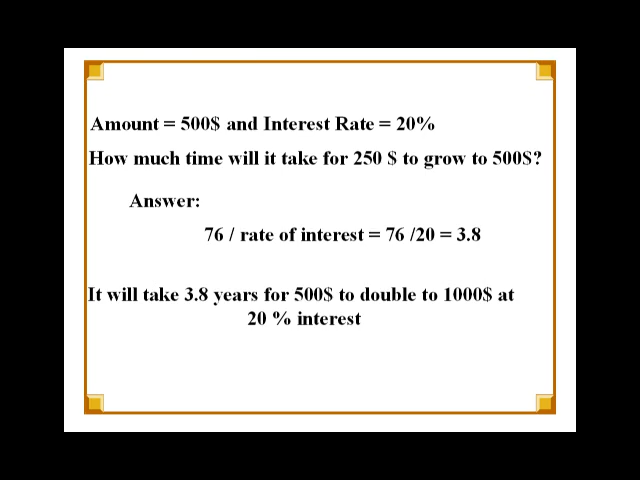 Amount = 500$ and Interest Rate = 20%
How much time will it take for 250 $ to grow to 500$?
Answer:
76 / rate of interest = 76 /20 = 3.8
It will take 3.8 years for 500$ to double to 1000$ at
20 % interest